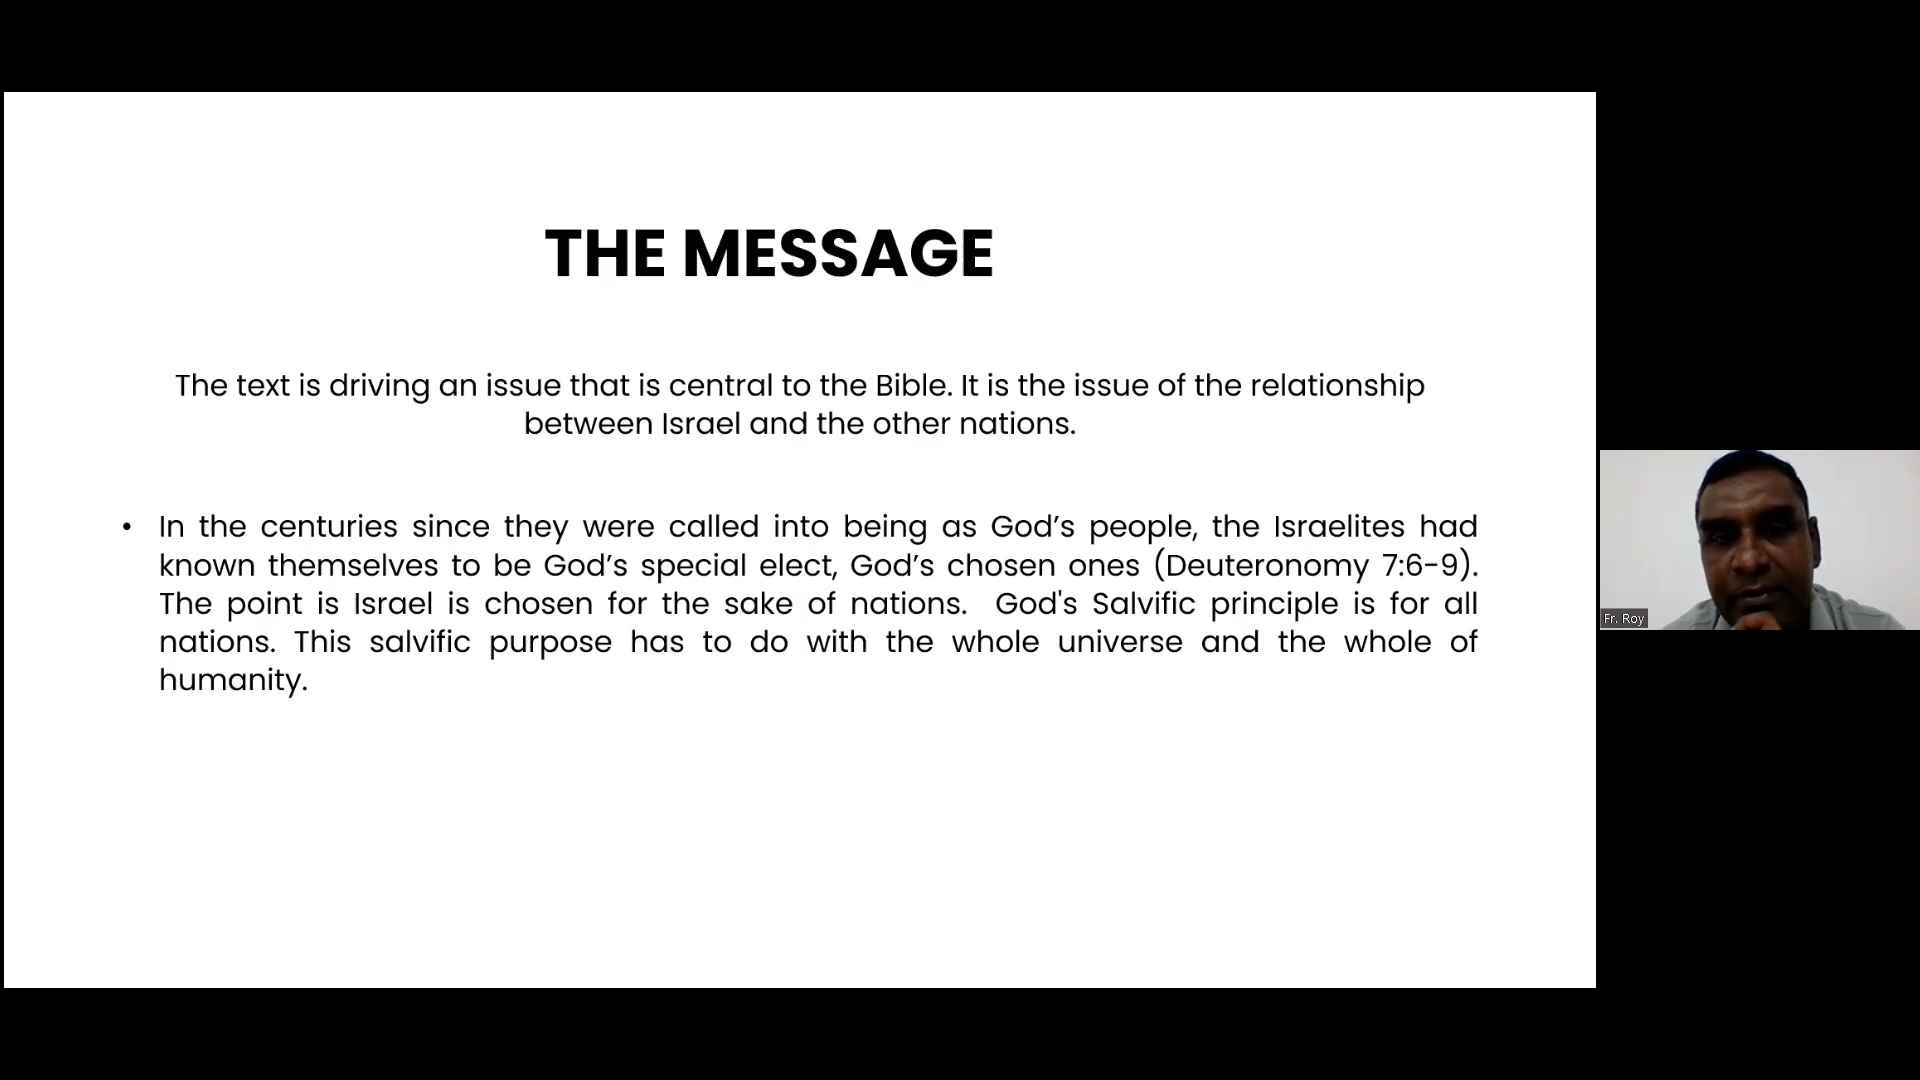 THE MESSAGE
The text is driving an issue that is central to the Bible. It is the issue of the relationship
between Israel and the other nations.
• In the centuries since they were called into being as God’s people, the Israelites had
known themselves to be God’s special elect, God’s chosen ones (Deuteronomy 7:6-9).
The point is Israel is chosen for the sake of nations.  God's Salvific principle is for all
nations. This salvific purpose has to do with the whole universe and the whole of
humanity.
Fr. Roy